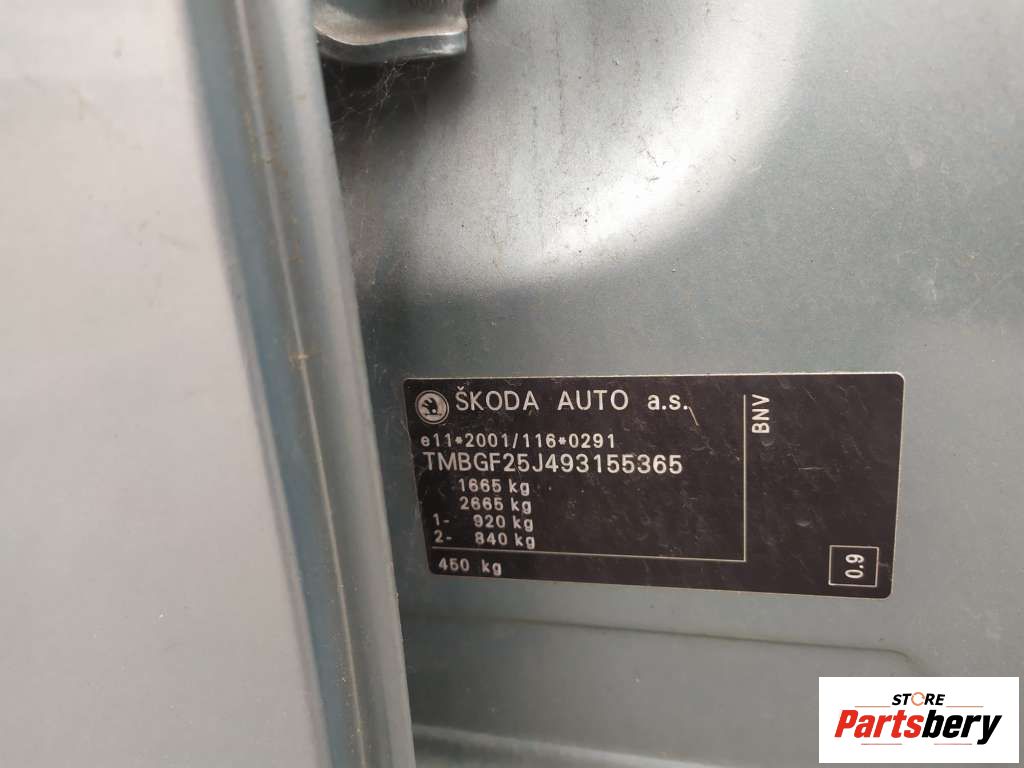 ŠKODA AUTO a.s.
e11*2001/116*0291
TMBGF25J493155365
1665 kg
2665 kg
1- 920 kg
2- 840 kg
450 kg
BNV
0.9
STORE
Partsbery